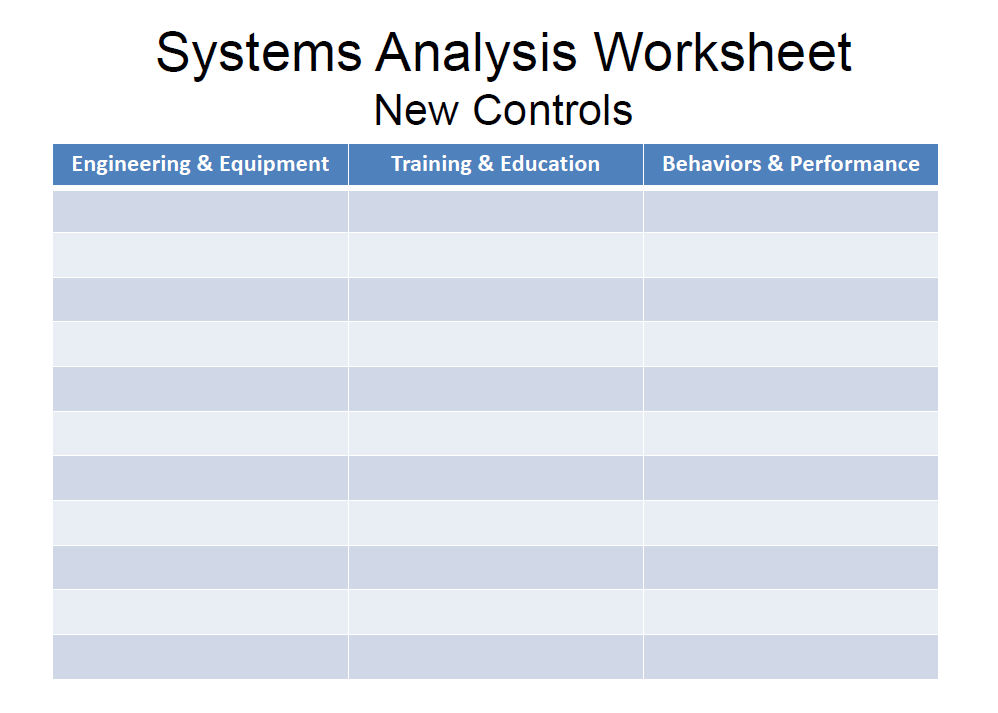 Systems Analysis Worksheet
New Controls
Engineering & Equipment
Training & Education
Behaviors & Performance